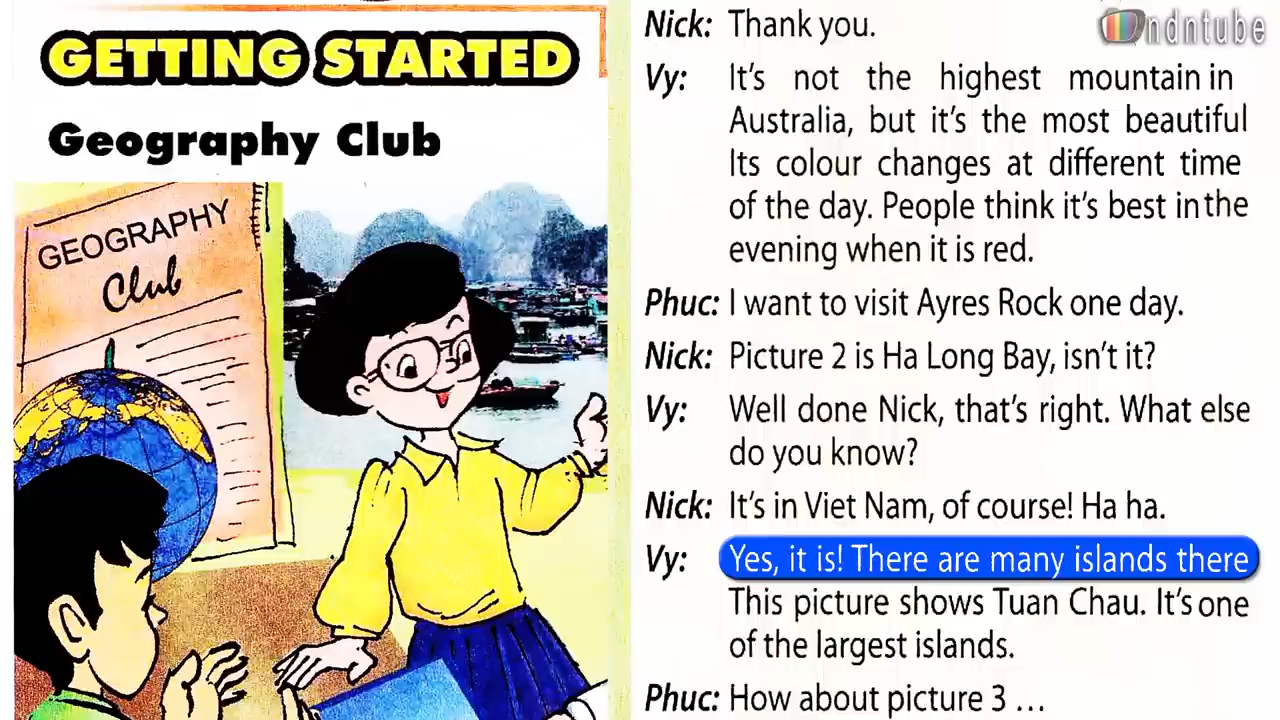 GETTING STARTED
Geography Club
GEOGRAPHY
Club
Nick: Thank you.
Vy: It's not the highest mountain in
Australia, but it's the most beautiful
Its colour changes at different time
of the day. People think it's best in the
evening when it is red.
Phuc: I want to visit Ayres Rock one day.
Nick: Picture 2 is Ha Long Bay, isn't it?
Vy: Well done Nick, that's right. What else
do you know?
Nick: It's in Viet Nam, of course! Ha ha.
Vy: Yes, it is! There are many islands there
This picture shows Tuan Chau. It's one
of the largest islands.
Phuc: How about picture 3 ...
ndntube